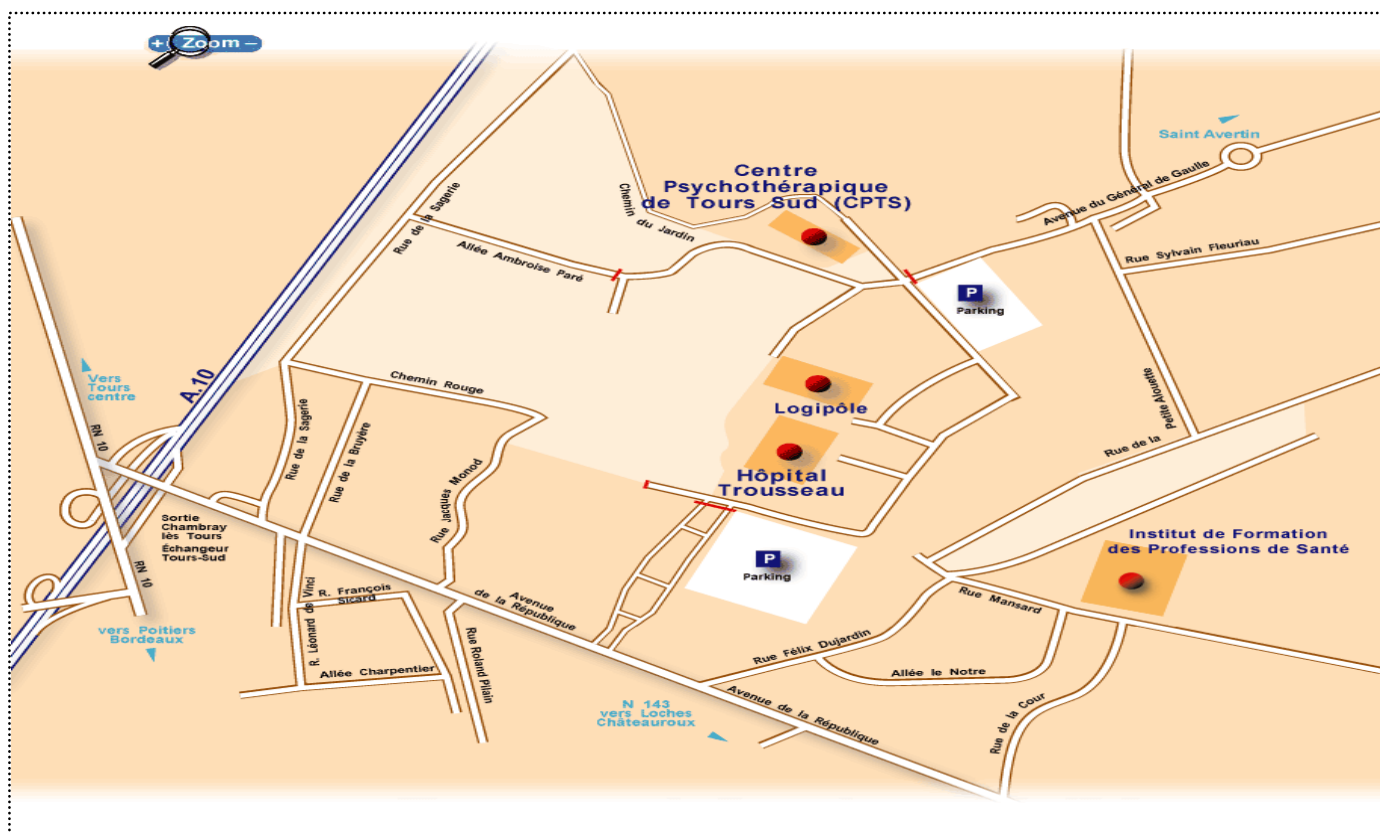 + Zoom –
Saint Avertin
Centre
Psychothérapique
de Tours Sud (CPTS)
Avenue du Général de Gaulle
Rue de la Sagerie
Chemin du Jardin
Allée Ambroise Paré
Rue Sylvain Fleuriau
P
Parking
A.10
Vers
Tours
centre
Chemin Rouge
Logipôle
Petite Alouette
Rue de la
RN 10
Rue de la Sagerie
Rue de la Bruyère
Rue Jacques Monod
Hôpital
Trousseau
Sortie
Chambray
lès Tours
Échangeur
Tours-Sud
Institut de Formation
des Professions de Santé
P
Parking
RN 10
R. François
Sicard
R. Léonard de Vinci
Avenue
de la République
Rue Mansard
vers Poitiers
Bordeaux
Rue Roland Pilain
Rue Félix Dujardin
Allée Charpentier
Allée le Notre
N 143
vers Loches
Châteauroux
Avenue de la République
Rue de la Cour